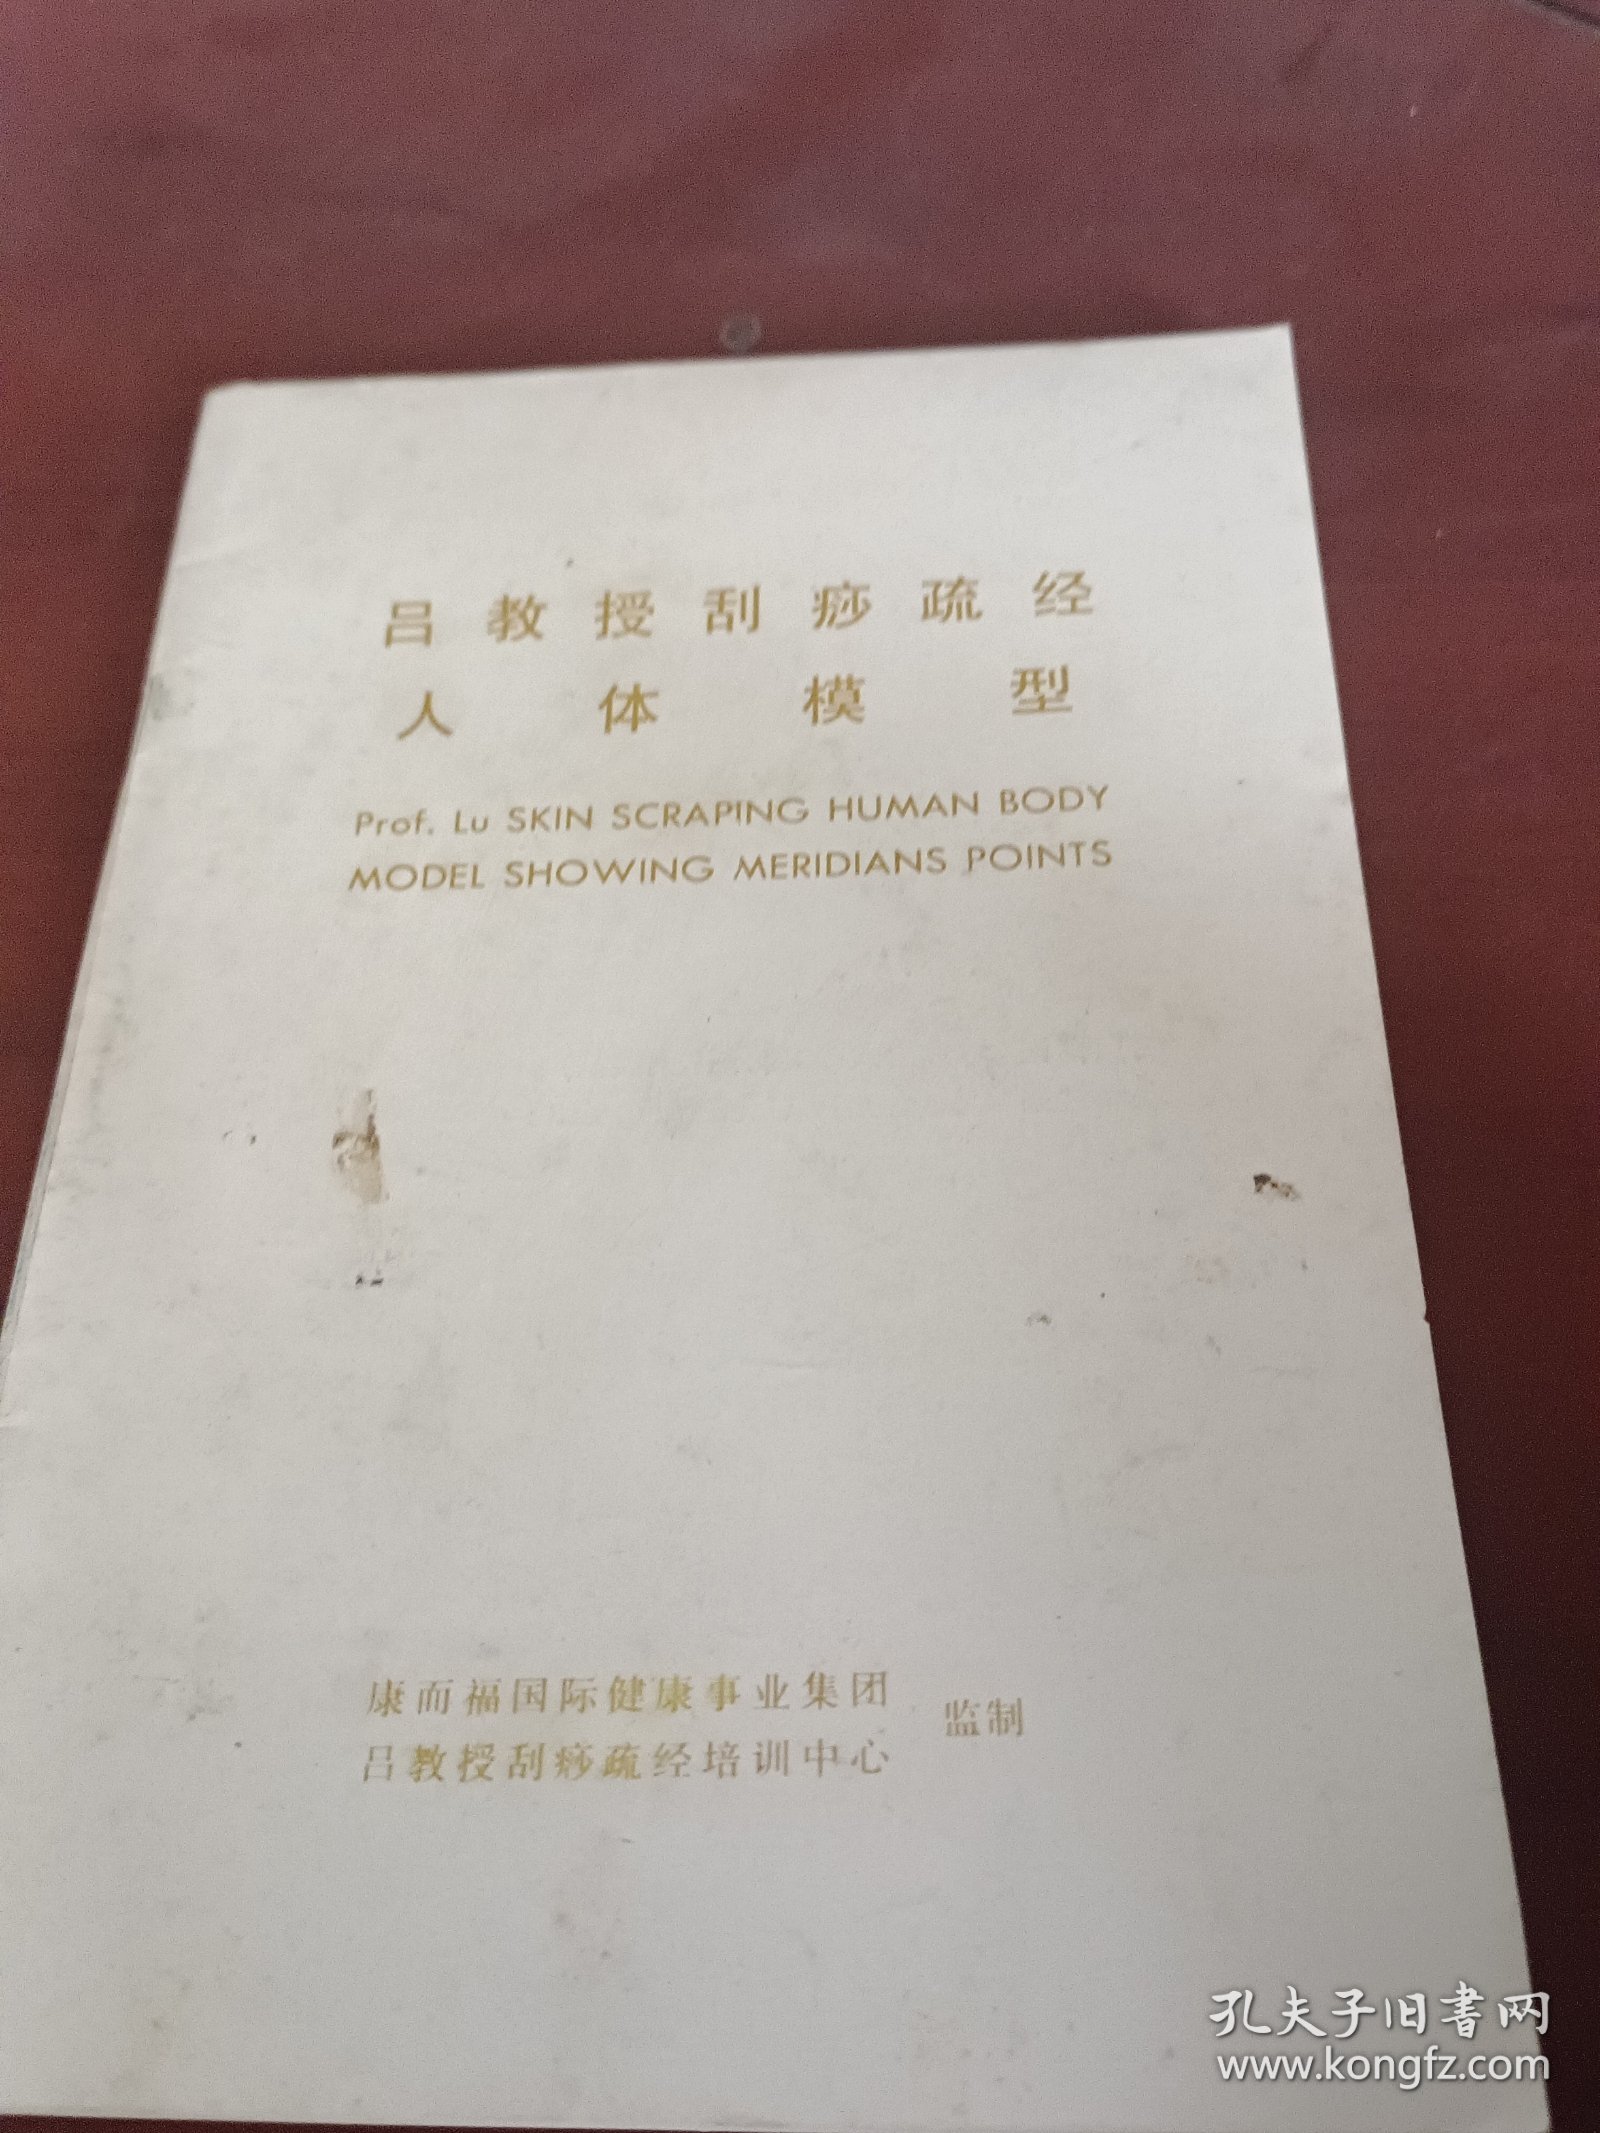 吕教授刮痧疏经
人体模型
Prof. Lu SKIN SCRAPING HUMAN BODY
MODEL SHOWING MERIDIANS POINTS
康而福国际健康事业集团
吕教授刮痧疏经培训中心
监制
孔夫子旧书网
www.kongfz.com